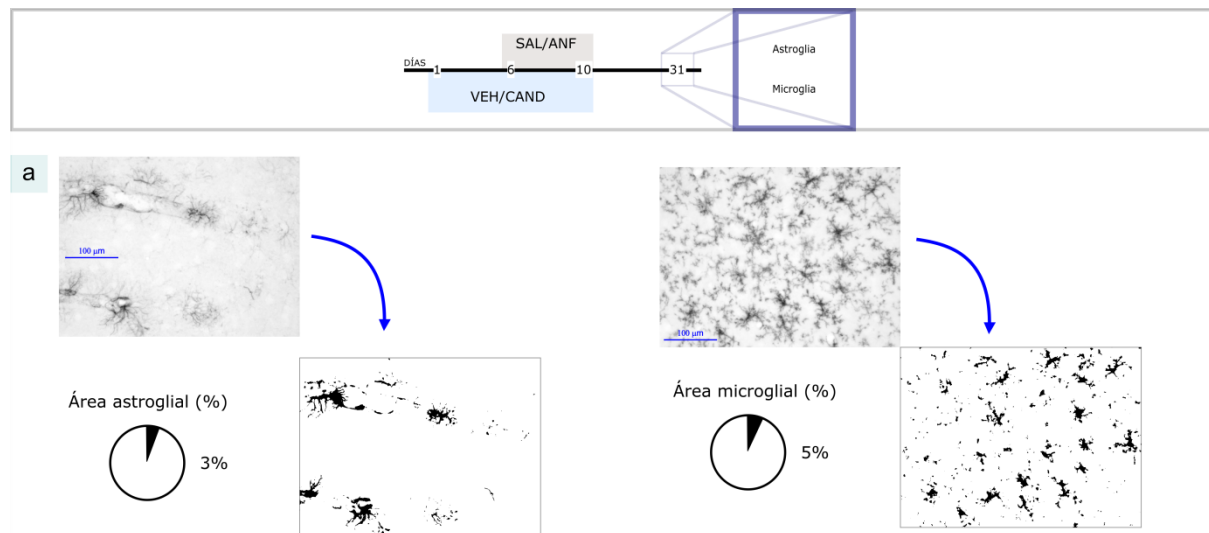 SAL/ANF
DÍAS 1 6 10 31
VEH/CAND
Astroglia
Microglia
a
100 µm
100 µm
Área astroglial (%)
3%
Área microglial (%)
5%